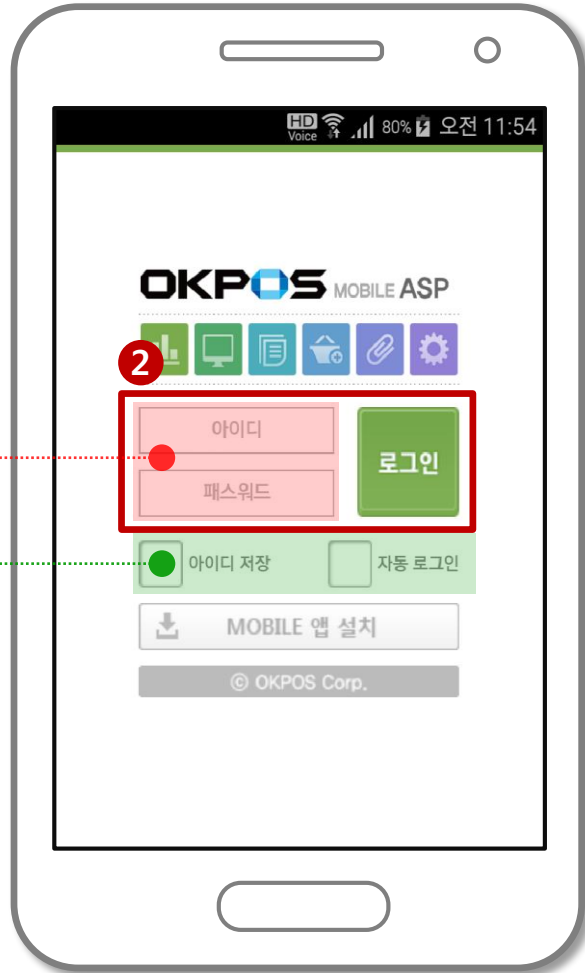 HD Voice 80% 오전 11:54
OKPOS MOBILE ASP
2
아이디
로그인
패스워드
아이디 저장 자동 로그인
MOBILE 앱 설치
© OKPOS Corp.